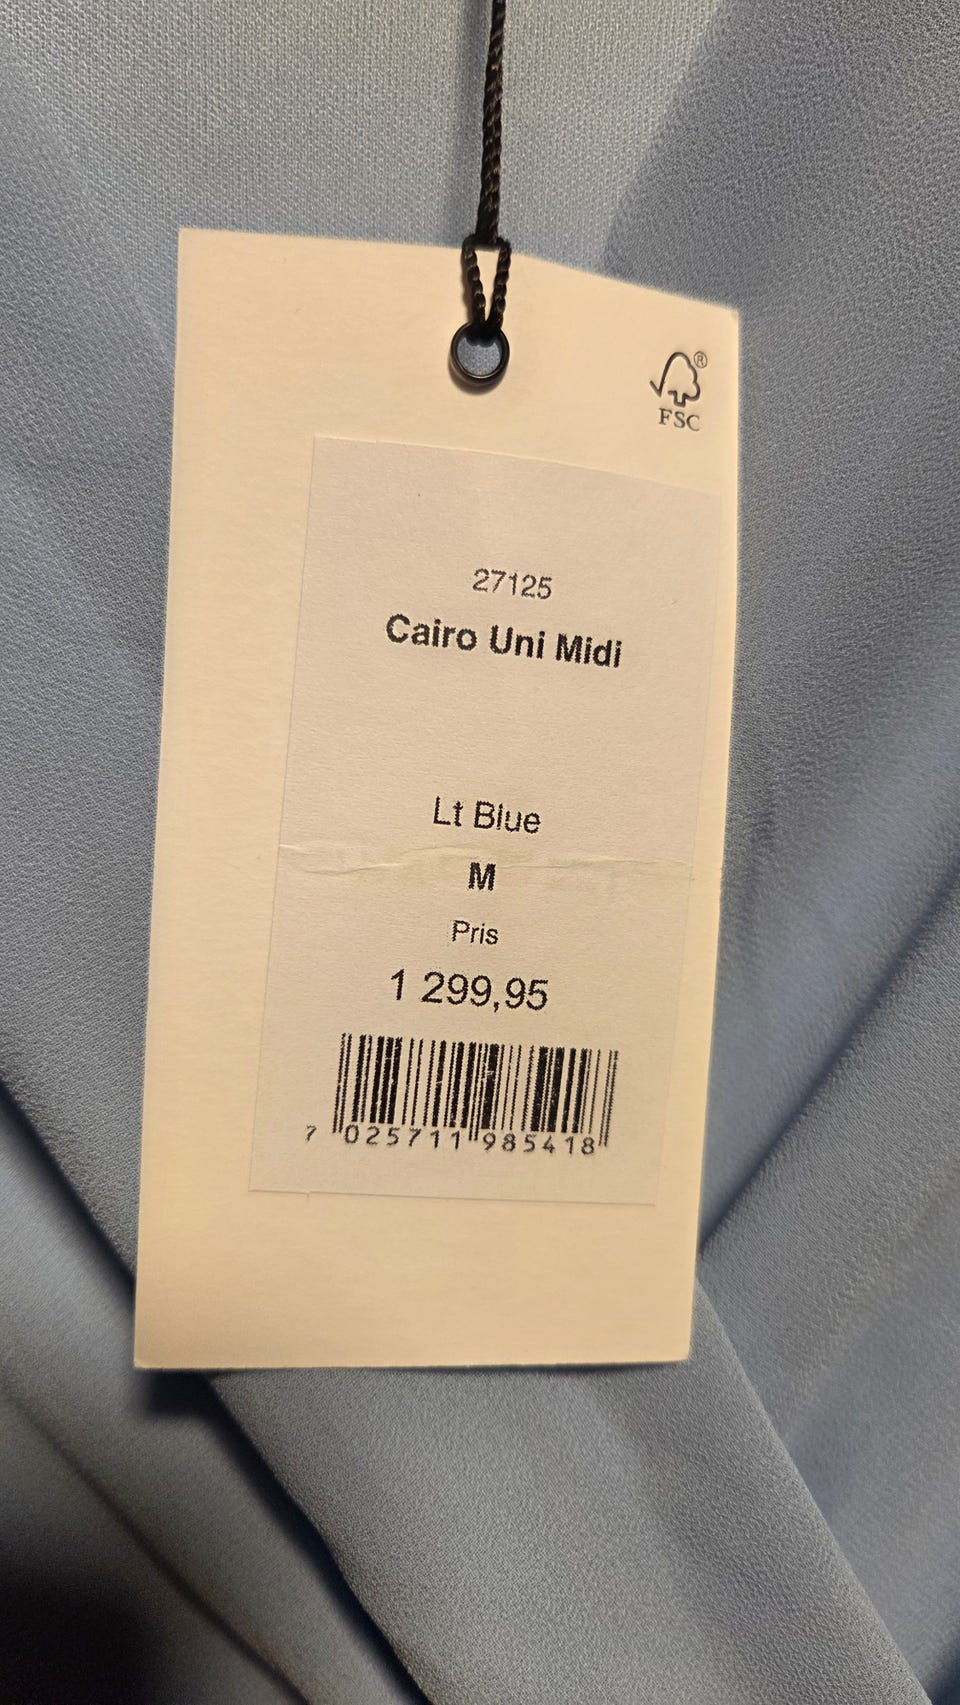 ®
FSC
27125
Cairo Uni Midi
Lt Blue
M
Pris
1 299,95
7 025711 985418